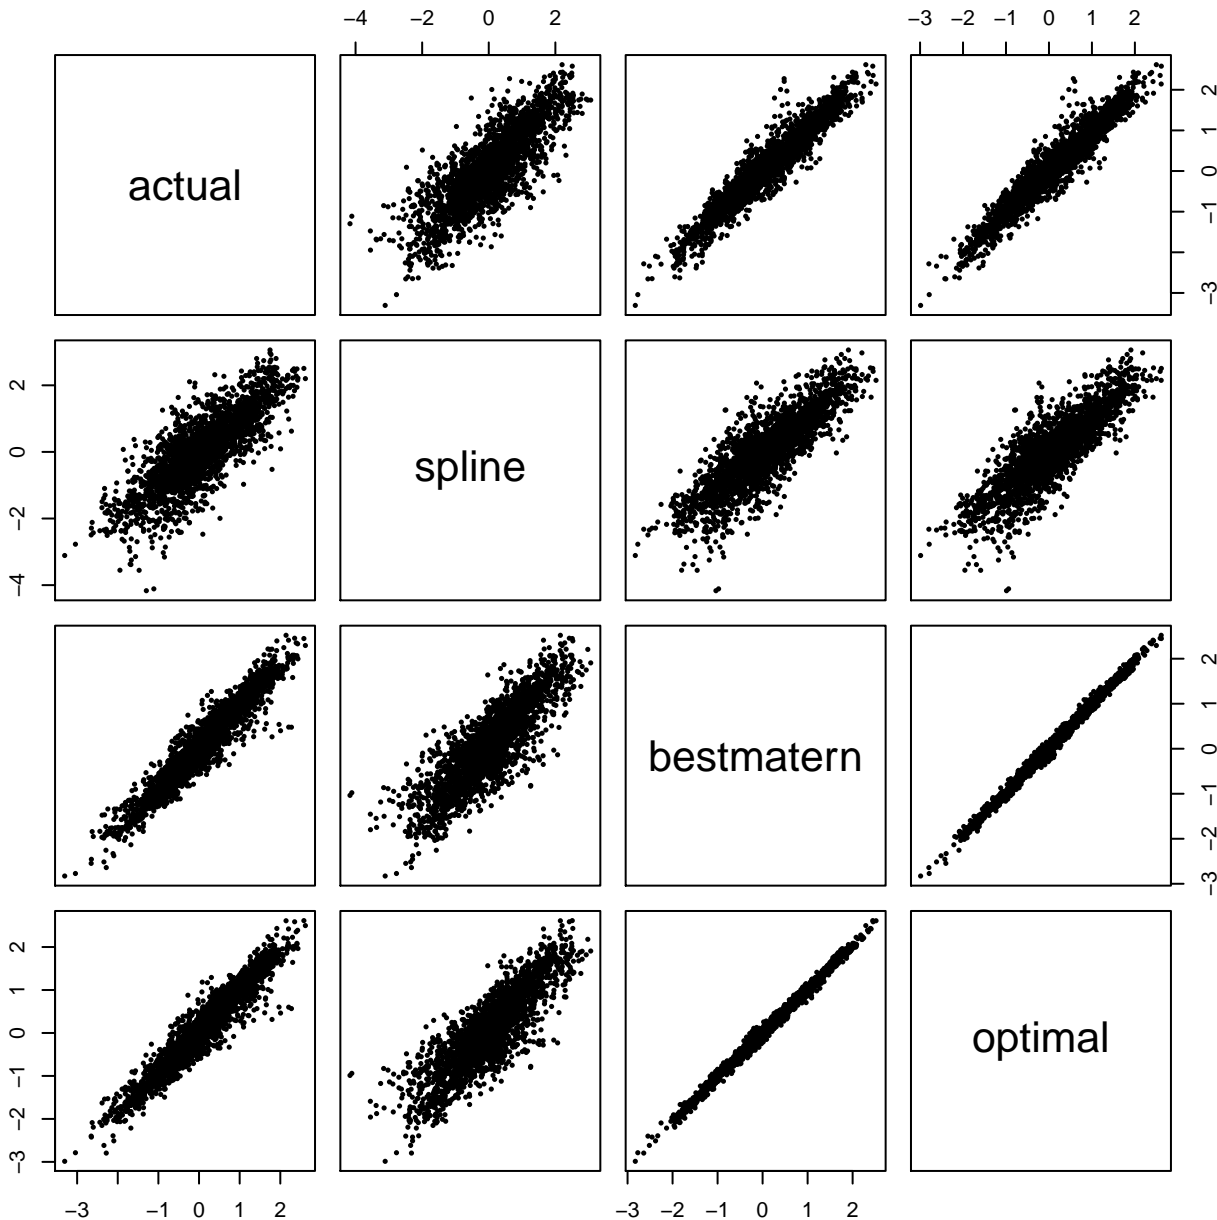 −4 −2 0 2 −3 −2 −1 0 1 2
actual
−3 −2 −1 0 1 2
−4 −2 0 2
spline
bestmatern
−3 −2 −1 0 1 2
−3 −2 −1 0 1 2
optimal
−3 −1 0 1 2 −3 −2 −1 0 1 2